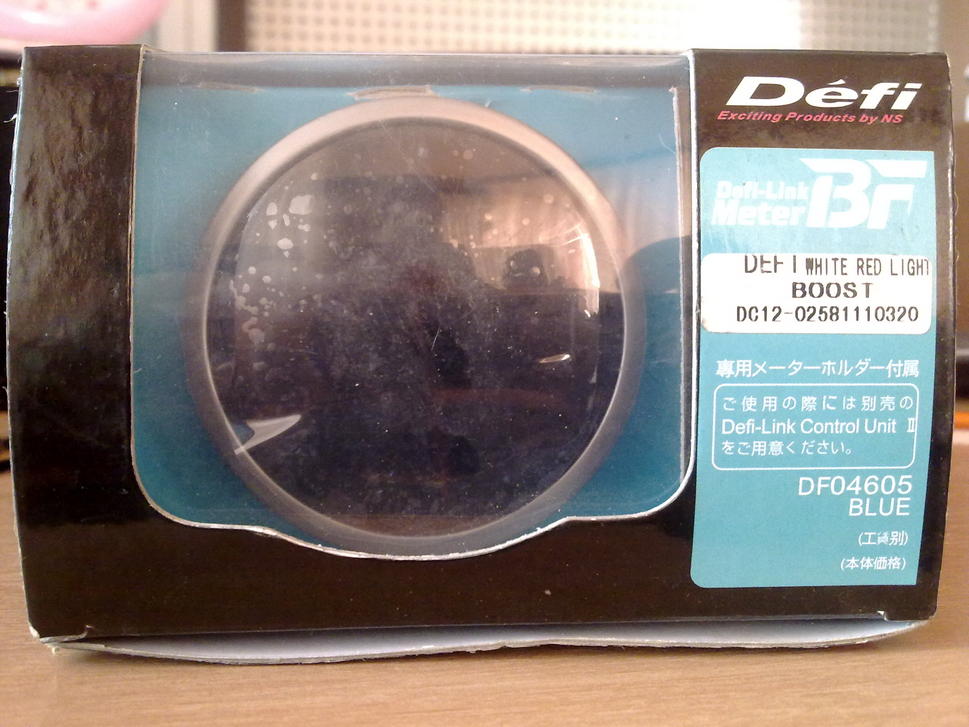 Défi
Exciting Products by NS
Defi-Link
Meter BF
DEFI WHITE RED LIGHT
BOOST
DC12-02581110320
専用メーターホルダー付属
ご使用の際には別売の
Defi-Link Control Unit Ⅱ
をご用意ください。
DF04605
BLUE
(工賃別)
(本体価格)